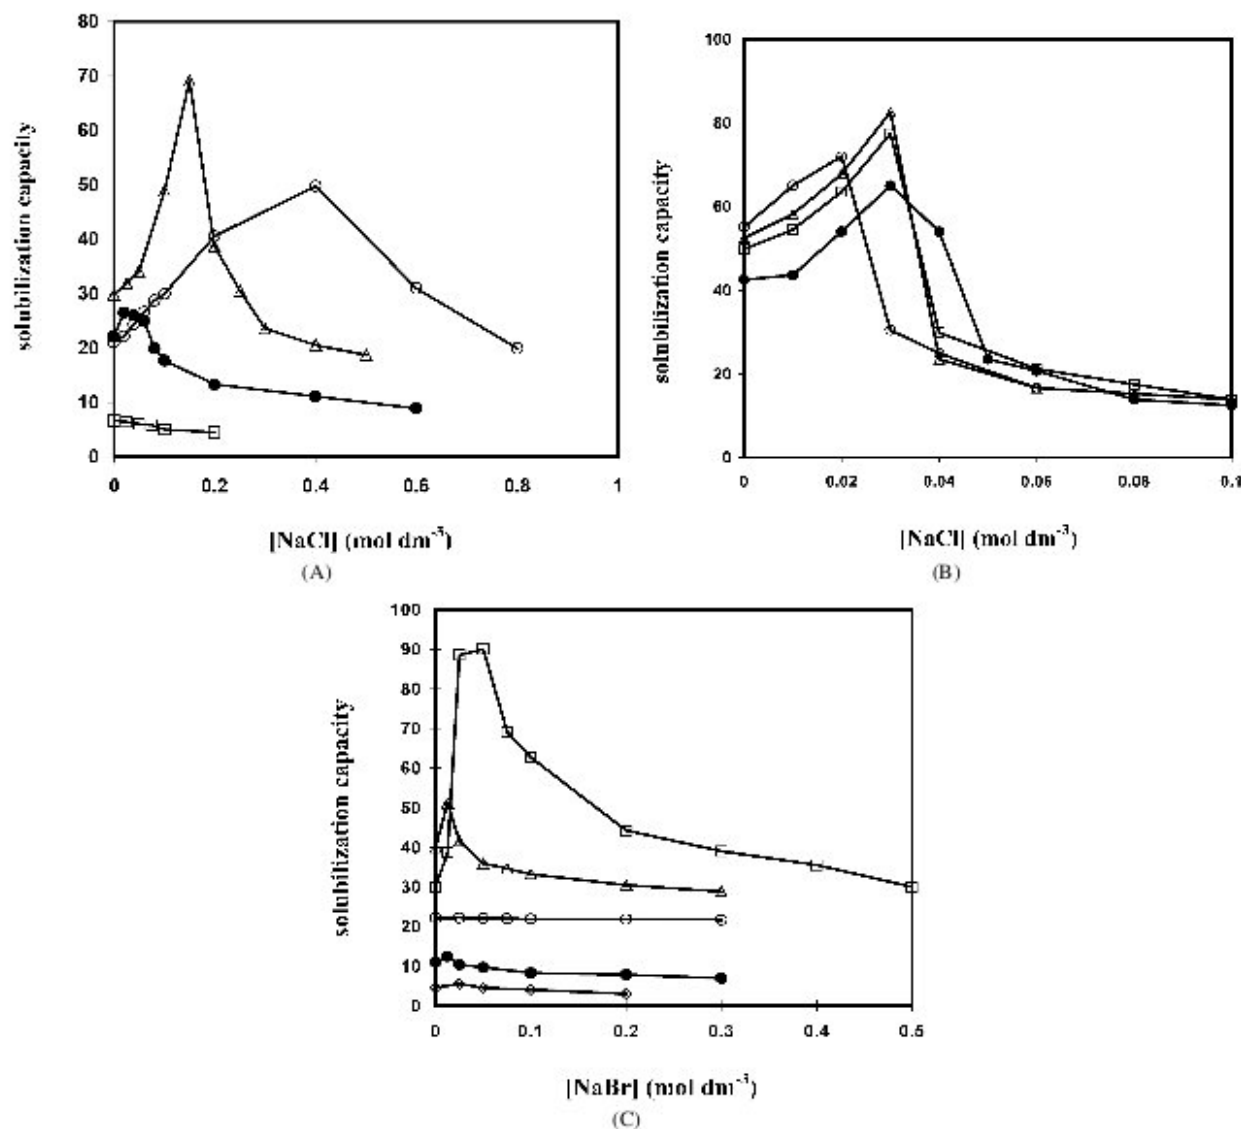 80
70
60
50
40
30
20
10
0
solubilization capacity
0 0.2 0.4 0.6 0.8 1
[NaCl] (mol dm-3)
(A)
100
80
60
40
20
0
solubilization capacity
0 0.02 0.04 0.06 0.08 0.1
[NaCl] (mol dm-3)
(B)
100
90
80
70
60
50
40
30
20
10
0
solubilization capacity
0 0.1 0.2 0.3 0.4 0.5
[NaBr] (mol dm-3)
(C)